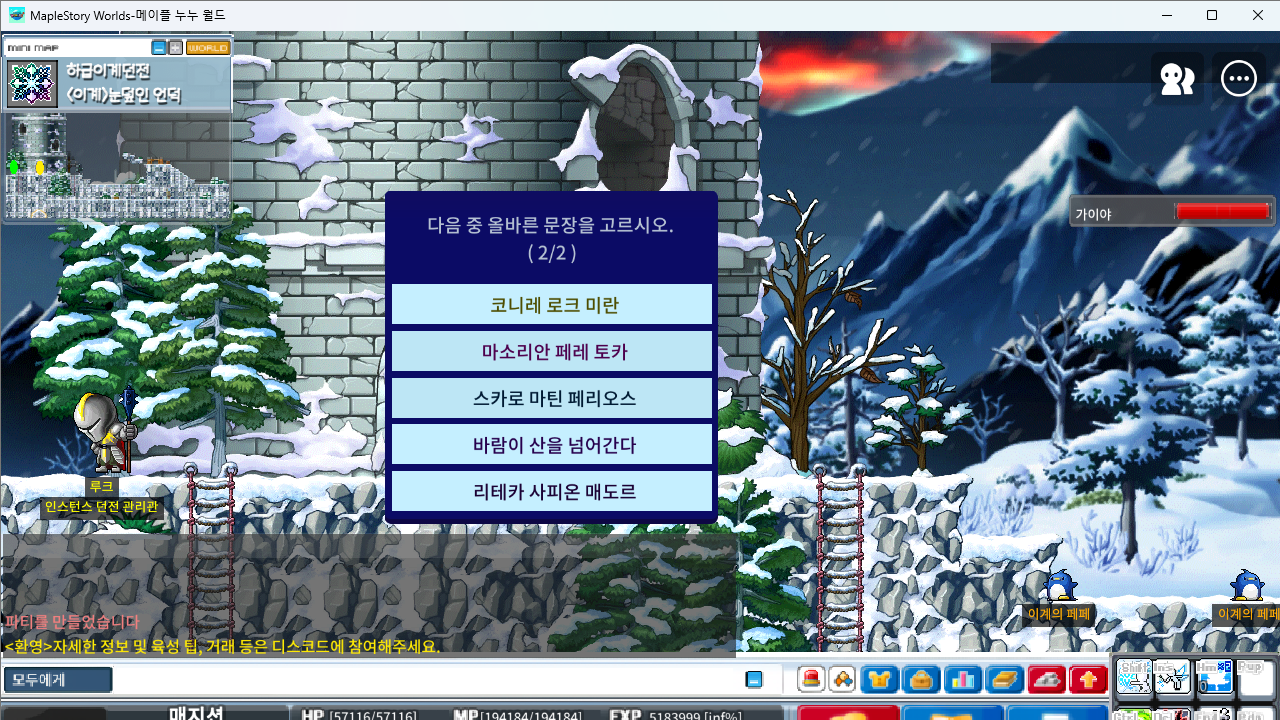 MapleStory Worlds-메이플 누누 월드
MINI MAP
WORLD
하급이계던전
<이계>눈덮인 언덕
가이야
다음 중 올바른 문장을 고르시오.
( 2/2 )
코니레 로크 미란
마소리안 페레 토카
스카로 마틴 페리오스
바람이 산을 넘어간다
리테카 사피온 매도르
루크
인스턴스 던전 관리관
이계의 페페
이계의 페페
파티를 만들었습니다
<환영>자세한 정보 및 육성 팁, 거래 등은 디스코드에 참여해주세요.
모두에게
매지션
HP [57116/57116]
MP [194184/194184]
EXP 5183999 [inf%]